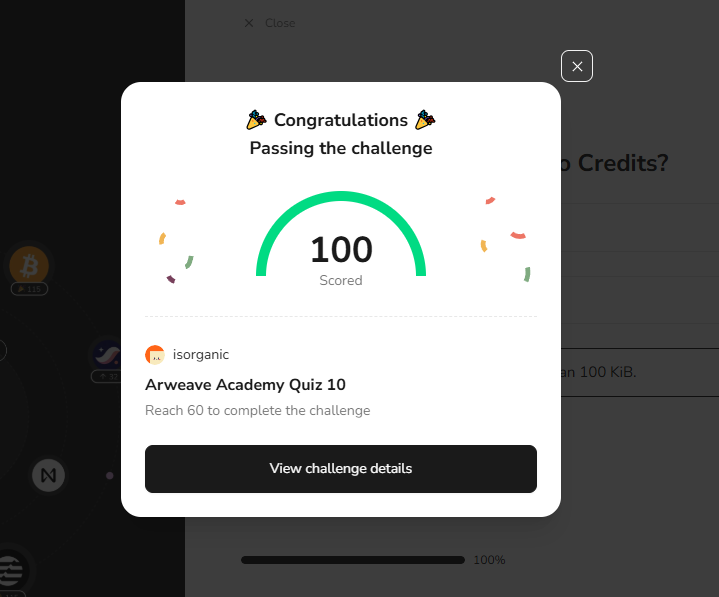 Close
Congratulations
Passing the challenge
o Credits?
100
Scored
115
isorganic
an 100 KiB.
Arweave Academy Quiz 10
Reach 60 to complete the challenge
View challenge details
100%